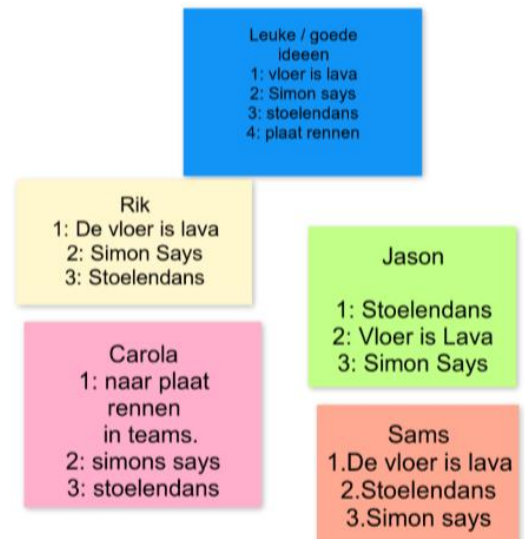 Leuke / goede
ideeen
1: vloer is lava
2: Simon says
3: stoelendans
4: plaat rennen
Rik
1: De vloer is lava
2: Simon Says
3: Stoelendans
Jason
1: Stoelendans
2: Vloer is Lava
3: Simon Says
Carola
1: naar plaat
rennen
in teams.
2: simons says
3: stoelendans
Sams
1.De vloer is lava
2.Stoelendans
3.Simon says